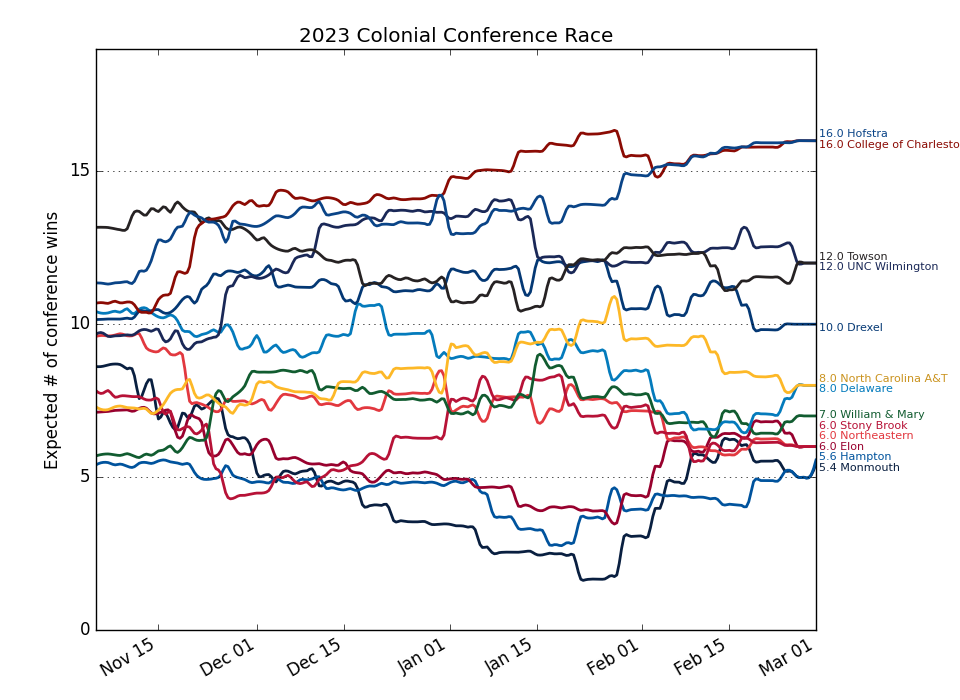 2023 Colonial Conference Race
Expected # of conference wins
15
10
5
0
Nov 15
Dec 01
Dec 15
Jan 01
Jan 15
Feb 01
Feb 15
Mar 01
16.0 Hofstra
16.0 College of Charlesto
12.0 Towson
12.0 UNC Wilmington
10.0 Drexel
8.0 North Carolina A&T
8.0 Delaware
7.0 William & Mary
6.0 Stony Brook
6.0 Northeastern
6.0 Elon
5.6 Hampton
5.4 Monmouth